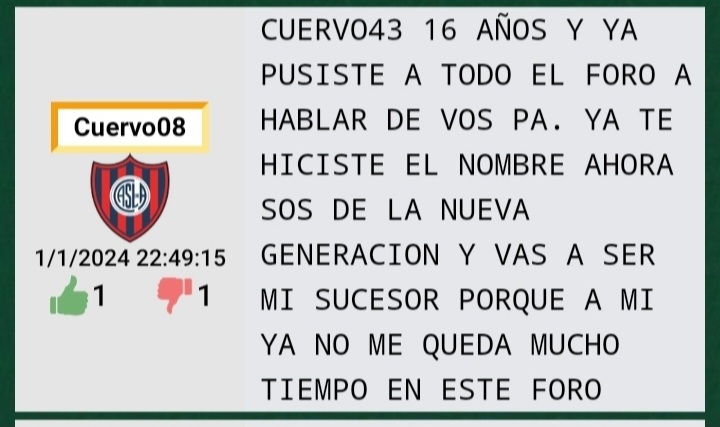 Cuervo08
CASLA
1/1/2024 22:49:15
1
1
CUERVO43 16 AÑOS Y YA
PUSISTE A TODO EL FORO A
HABLAR DE VOS PA. YA TE
HICISTE EL NOMBRE AHORA
SOS DE LA NUEVA
GENERACION Y VAS A SER
MI SUCESOR PORQUE A MI
YA NO ME QUEDA MUCHO
TIEMPO EN ESTE FORO